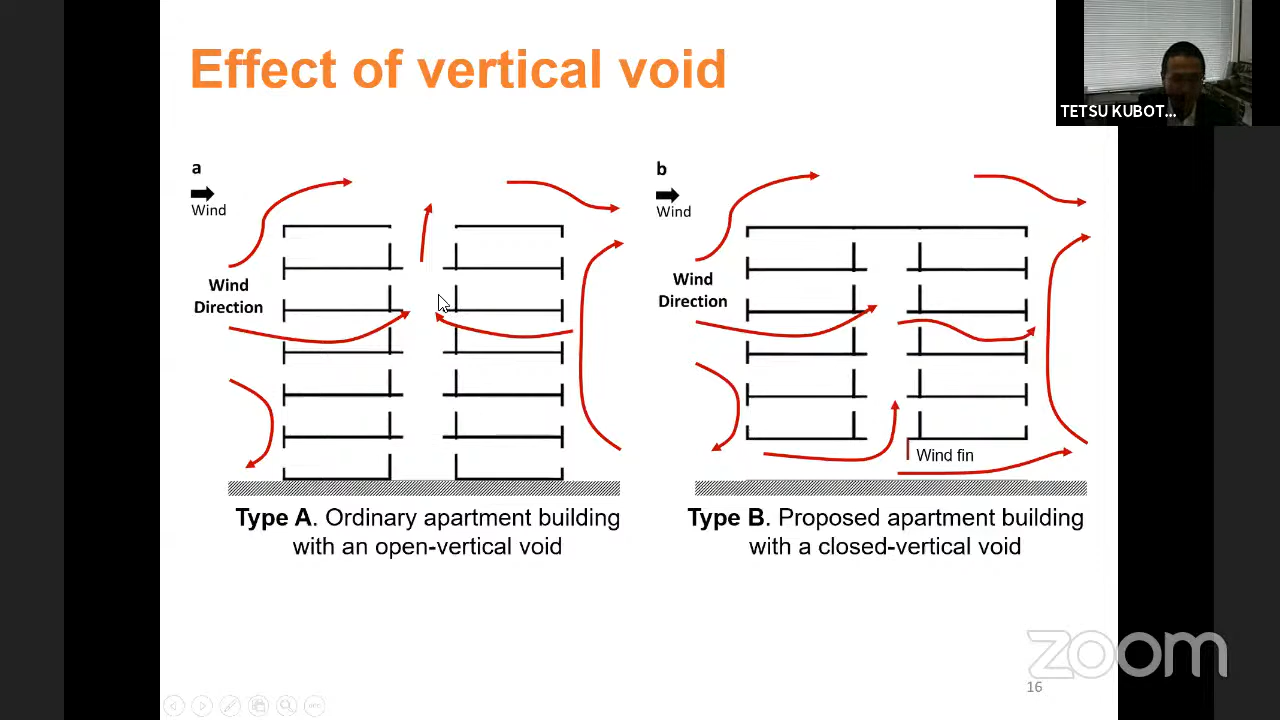 Effect of vertical void
TETSU KUBOT...
a
Wind
Wind
Direction
b
Wind
Wind
Direction
Wind fin
Type A. Ordinary apartment building
with an open-vertical void
Type B. Proposed apartment building
with a closed-vertical void
zoom
16